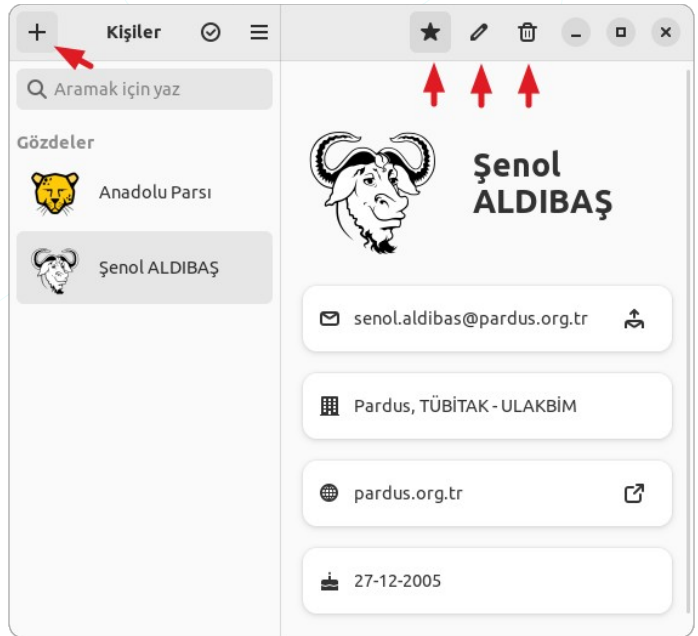 Kişiler
Aramak için yaz
Gözdeler
Anadolu Parsı
Şenol ALDIBAŞ
Şenol
ALDIBAŞ
senol.aldibas@pardus.org.tr
Pardus, TÜBİTAK - ULAKBİM
pardus.org.tr
27-12-2005